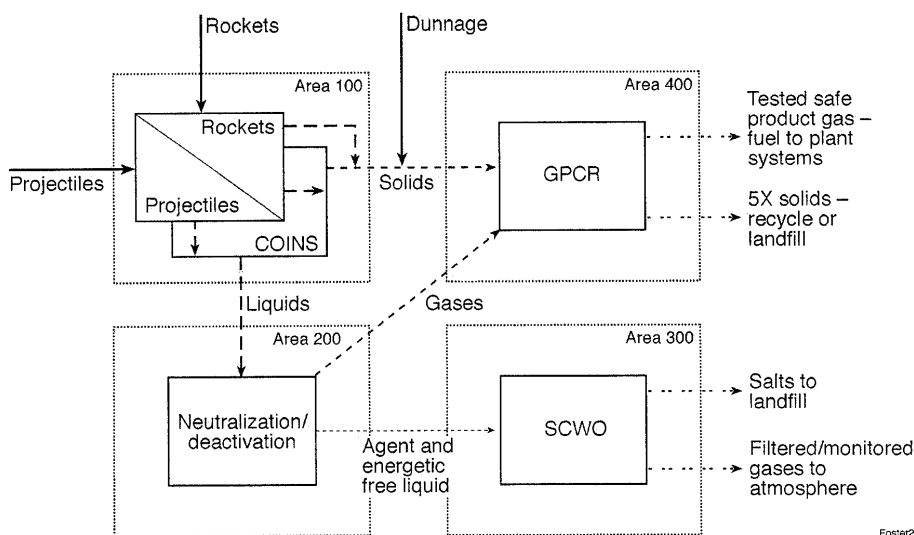 Rockets
Dunnage
Area 100
Area 400
Rockets
Projectiles
Projectiles
COINS
Solids
GPCR
Tested safe
product gas –
fuel to plant
systems
5X solids –
recycle or
landfill
Liquids
Gases
Area 200
Area 300
Neutralization/
deactivation
Agent and
energetic
free liquid
SCWO
Salts to
landfill
Filtered/monitored
gases to
atmosphere
Foster2